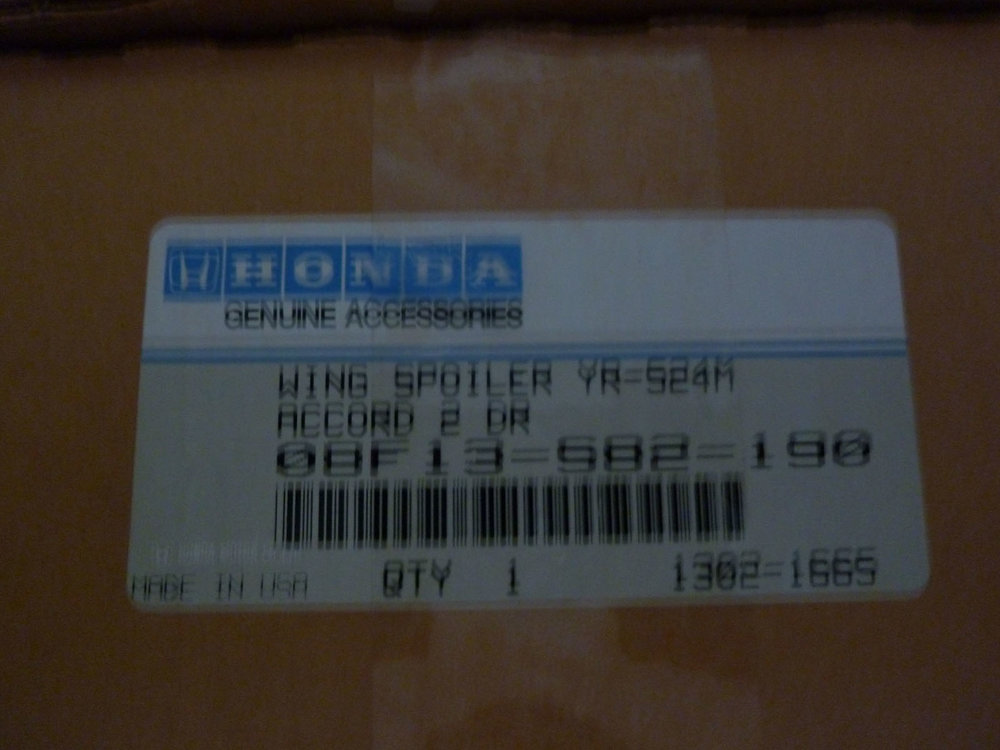 HONDA
GENUINE ACCESSORIES
WING SPOILER YR-524M
ACCORD 2 DR
08F13-S82-190
MADE IN USA QTY 1 1302-1665